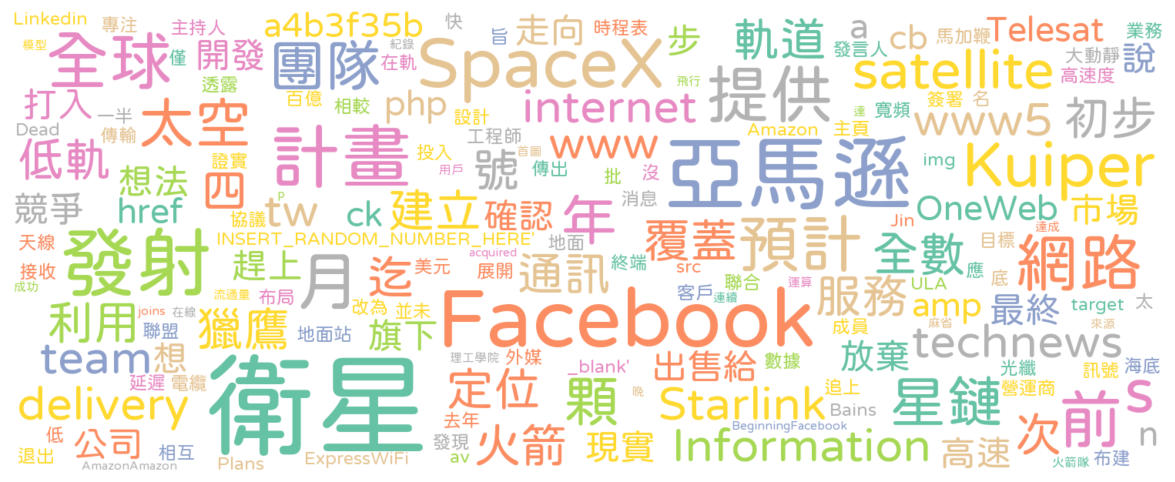 Linkedin 專注 主持人 a4b3f35b 快 旨 走向 時程表 軌道 a cb 馬加鞭 Telesat 業務
模型 全球 僅 開發 團隊 在軌 紀錄 SpaceX 步 發言人 大動靜 說
透露 飛行 satellite 高速度
打入 一半 太空 百億 相較 php 設計 internet 提供 達 寬頻 簽署 名 初步
Dead 傳輸 計畫 工程師 www Amazon 主頁 www5
低軌 證實 四 投入 號 首圖 傳出 批 沒 亞馬遜 img Kuiper
想法 用戶 消息
競爭 href p 協議 tw ck 建立 確認 年 OneWeb 市場
天線 發射 INSERT_RANDOM_NUMBER_HERE' 地面 覆蓋 預計 Jin 全數 目標 達成 網路
接收 趕上 月 迄 美元 acquired 展開 通訊 終端 src 聯合 應 底
成功 流通量 布局 改為 並未 客戶 連續 運算 服務 ULA
利用 joins 在線 獵鷹 地面站 旗下 Facebook amp 最終 target 太
聯盟 成員 麻省 來源
team 想 衛星 理工學院 外媒 _blank' 出售給 數據 放棄 technews
延遲 電纜 光纖 營運商 訊號 海底
delivery 定位 顆 晚 Starlink 追上 星鏈 前 s
低 去年 Bains
退出 公司 相互 發現 火箭 BeginningFacebook 次 n
AmazonAmazon Plans ExpressWiFi av 現實 Information 高速 火箭隊 布建